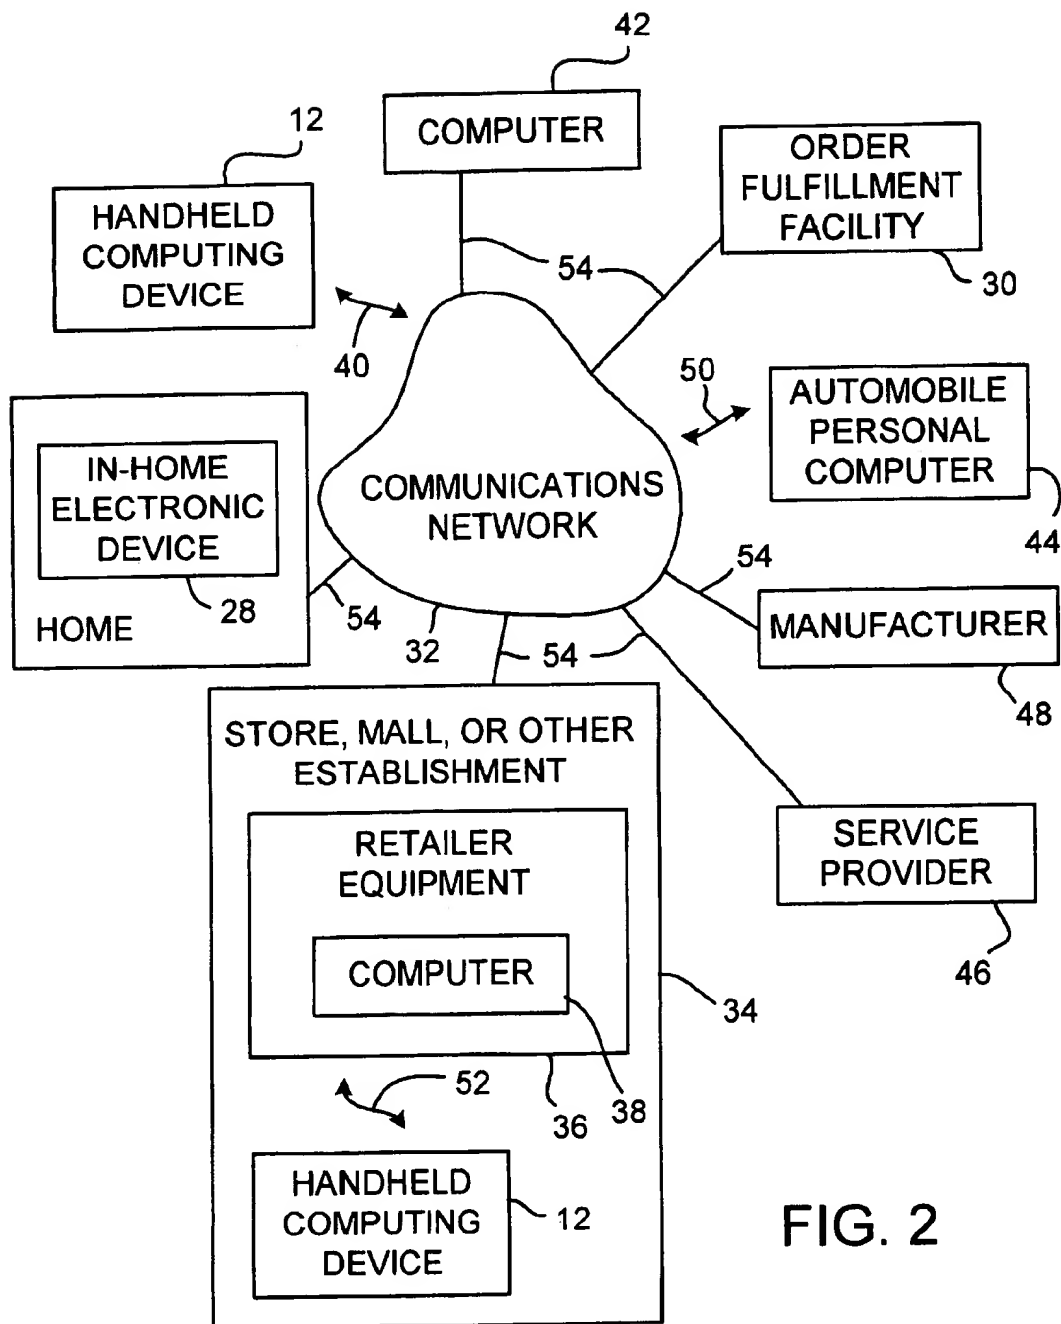 42
COMPUTER
12
HANDHELD
COMPUTING
DEVICE
ORDER
FULFILLMENT
FACILITY
54
30
40
50
AUTOMOBILE
PERSONAL
COMPUTER
44
IN-HOME
ELECTRONIC
DEVICE
28
HOME
54
COMMUNICATIONS
NETWORK
32
54
54
MANUFACTURER
48
STORE, MALL, OR OTHER
ESTABLISHMENT
RETAILER
EQUIPMENT
COMPUTER
SERVICE
PROVIDER
46
34
52
36
38
HANDHELD
COMPUTING
DEVICE
12
FIG. 2